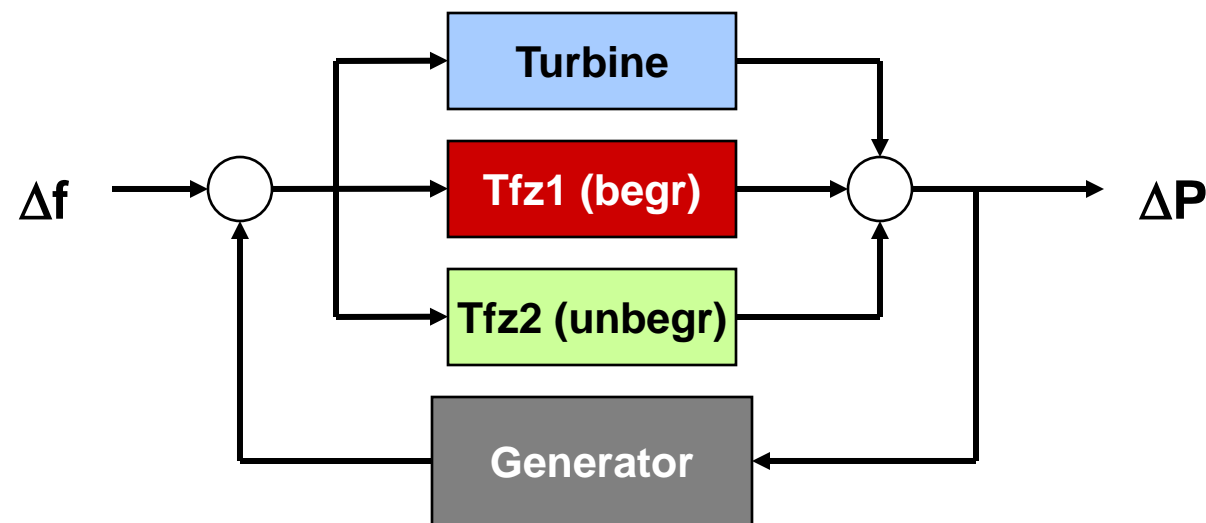 Turbine
Tfz1 (begr)
Δf
ΔP
Tfz2 (unbegr)
Generator